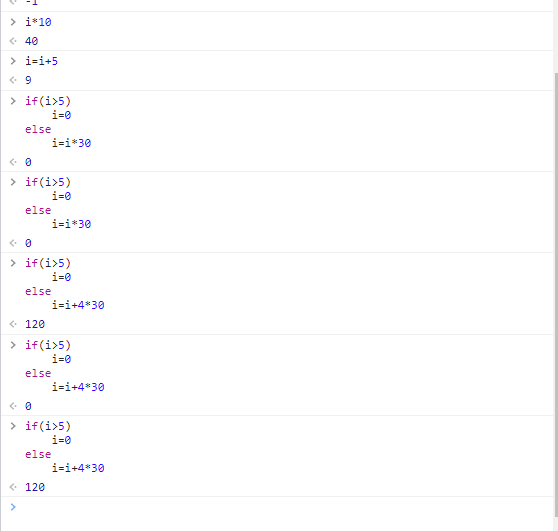 -1
i*10
40
i=i+5
9
if(i>5)
    i=0
else
    i=i*30
0
if(i>5)
    i=0
else
    i=i*30
0
if(i>5)
    i=0
else
    i=i+4*30
120
if(i>5)
    i=0
else
    i=i+4*30
0
if(i>5)
    i=0
else
    i=i+4*30
120